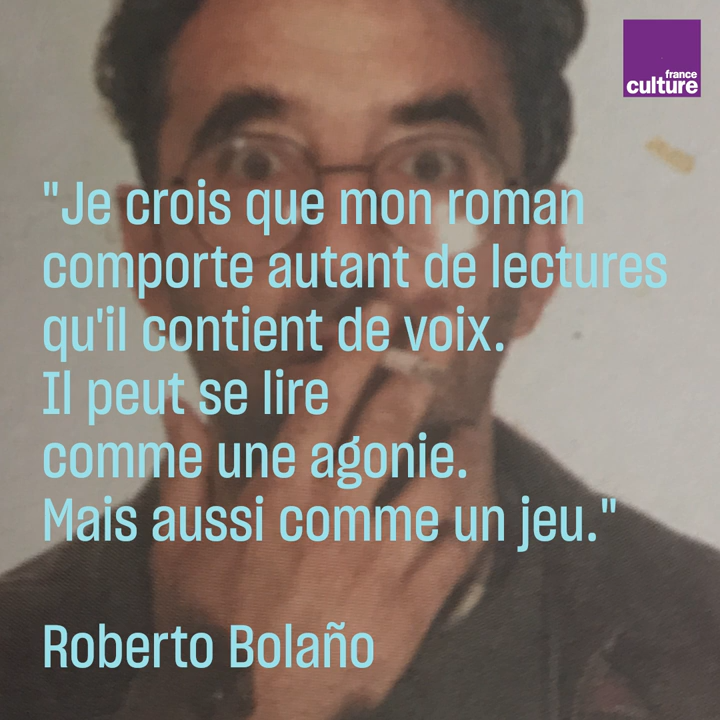 france
culture
"Je crois que mon roman
comporte autant de lectures
qu'il contient de voix.
Il peut se lire
comme une agonie.
Mais aussi comme un jeu."
Roberto Bolaño